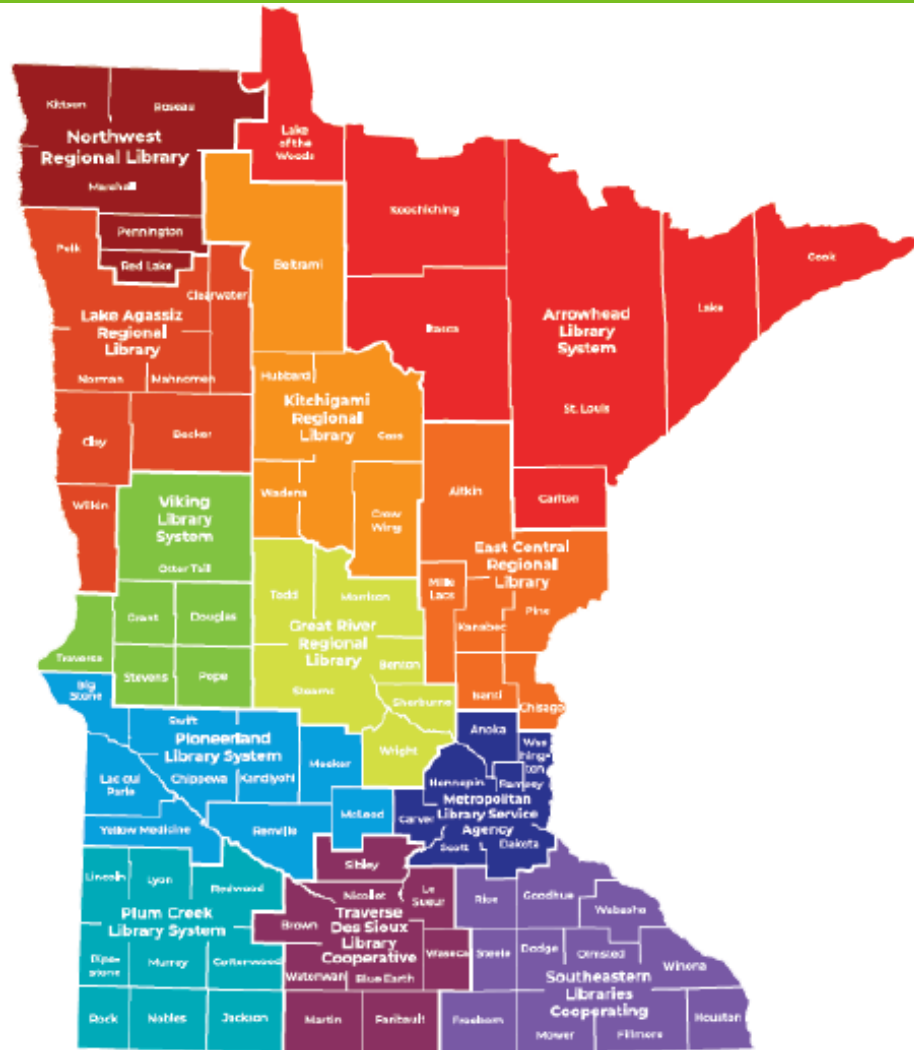 Kittson
Roseau
Northwest
Regional Library
Marshall
Pennington
Red Lake
Lake
of the
Woods
Koochiching
Cook
Lake
Polk
Clearwater
Beltrami
Itasca
Arrowhead
Library
System
St. Louis
Lake Agassiz
Regional
Library
Norman
Mahnomen
Hubbard
Kitchigami
Regional
Library
Cass
Clay
Becker
Wilkin
Wadena
Crow
Wing
Aitkin
Carlton
Viking
Library
System
Otter Tail
East Central
Regional
Library
Mille
Lacs
Kanabec
Pine
Todd
Morrison
Great River
Regional
Library
Benton
Stearns
Sherburne
Wright
Isanti
Chisago
Grant
Douglas
Traverse
Stevens
Pope
Big
Stone
Swift
Pioneerland
Library System
Lac qui
Parle
Chippewa
Kandiyohi
Meeker
McLeod
Yellow Medicine
Renville
Anoka
Was
hing-
ton
Hennepin
Ramsey
Metropolitan
Library Service
Agency
Carver
Scott
Dakota
Sibley
Lincoln
Lyon
Redwood
Plum Creek
Library System
Pipe-
stone
Murray
Cottonwood
Rock
Nobles
Jackson
Nicollet
Le
Sueur
Brown
Traverse
Des Sioux
Library
Cooperative
Waseca
Watonwan
Blue Earth
Martin
Faribault
Rice
Goodhue
Wabasha
Steele
Dodge
Olmsted
Winona
Southeastern
Libraries
Cooperating
Freeborn
Mower
Fillmore
Houston